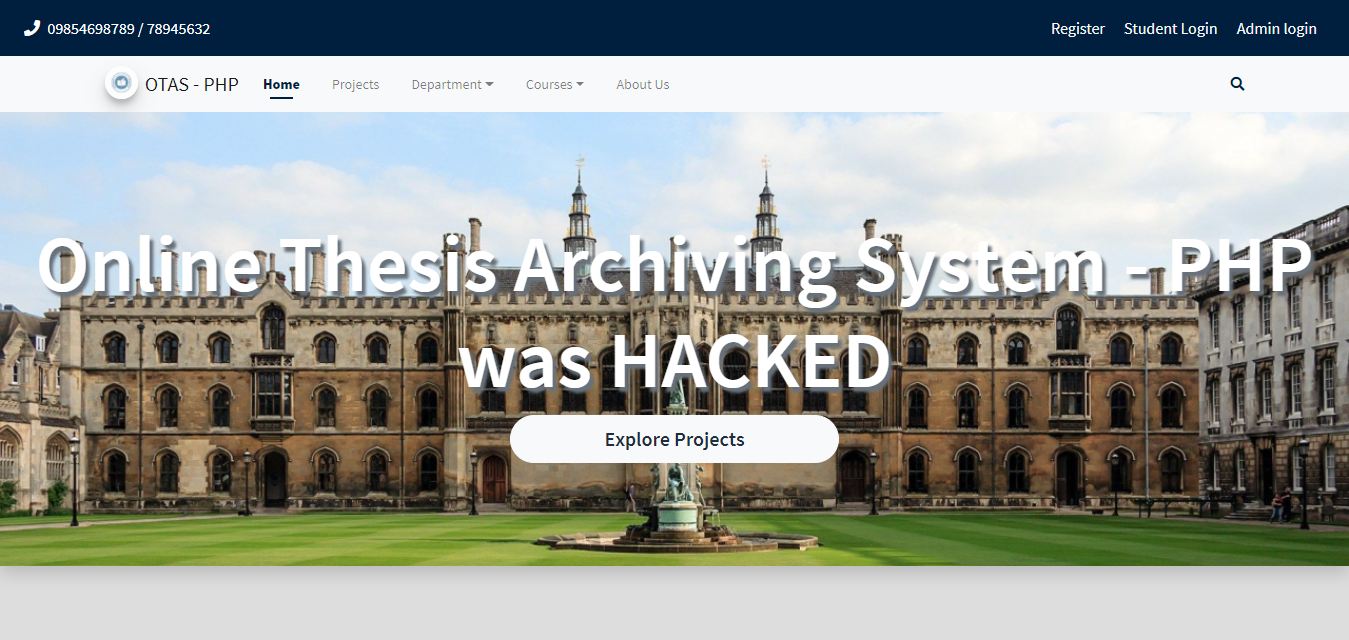 09854698789 / 78945632
Register Student Login Admin login
OTAS - PHP Home Projects Department Courses About Us
Online Thesis Archiving System - PHP
was HACKED
Explore Projects